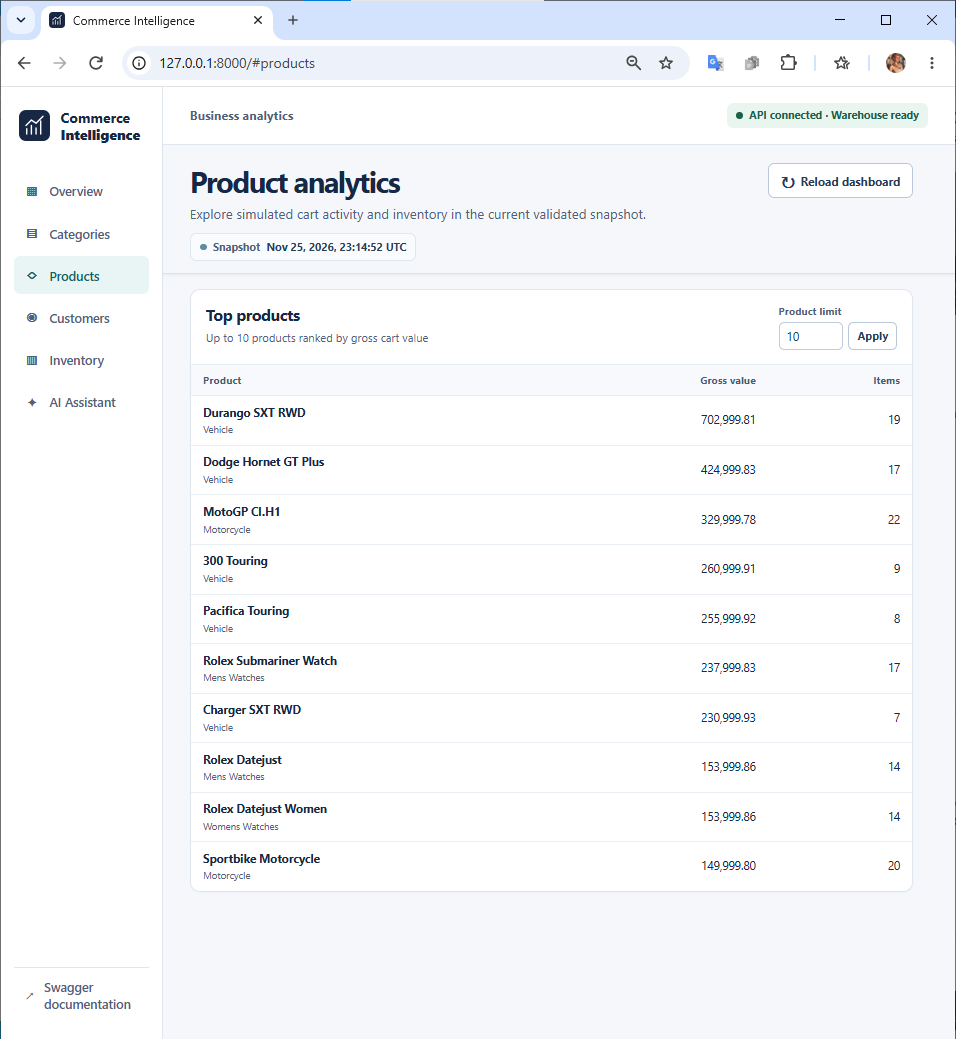 Commerce Intelligence
127.0.0.1:8000/#products
Commerce
Intelligence
Business analytics
API connected · Warehouse ready
Overview
Categories
Products
Customers
Inventory
AI Assistant
Product analytics
Reload dashboard
Explore simulated cart activity and inventory in the current validated snapshot.
Snapshot Nov 25, 2026, 23:14:52 UTC
Top products
Up to 10 products ranked by gross cart value
Product limit
10 Apply
Product Gross value Items
Durango SXT RWD
Vehicle
702,999.81 19
Dodge Hornet GT Plus
Vehicle
424,999.83 17
MotoGP CI.H1
Motorcycle
329,999.78 22
300 Touring
Vehicle
260,999.91 9
Pacifica Touring
Vehicle
255,999.92 8
Rolex Submariner Watch
Mens Watches
237,999.83 17
Charger SXT RWD
Vehicle
230,999.93 7
Rolex Datejust
Mens Watches
153,999.86 14
Rolex Datejust Women
Womens Watches
153,999.86 14
Sportbike Motorcycle
Motorcycle
149,999.80 20
Swagger
documentation